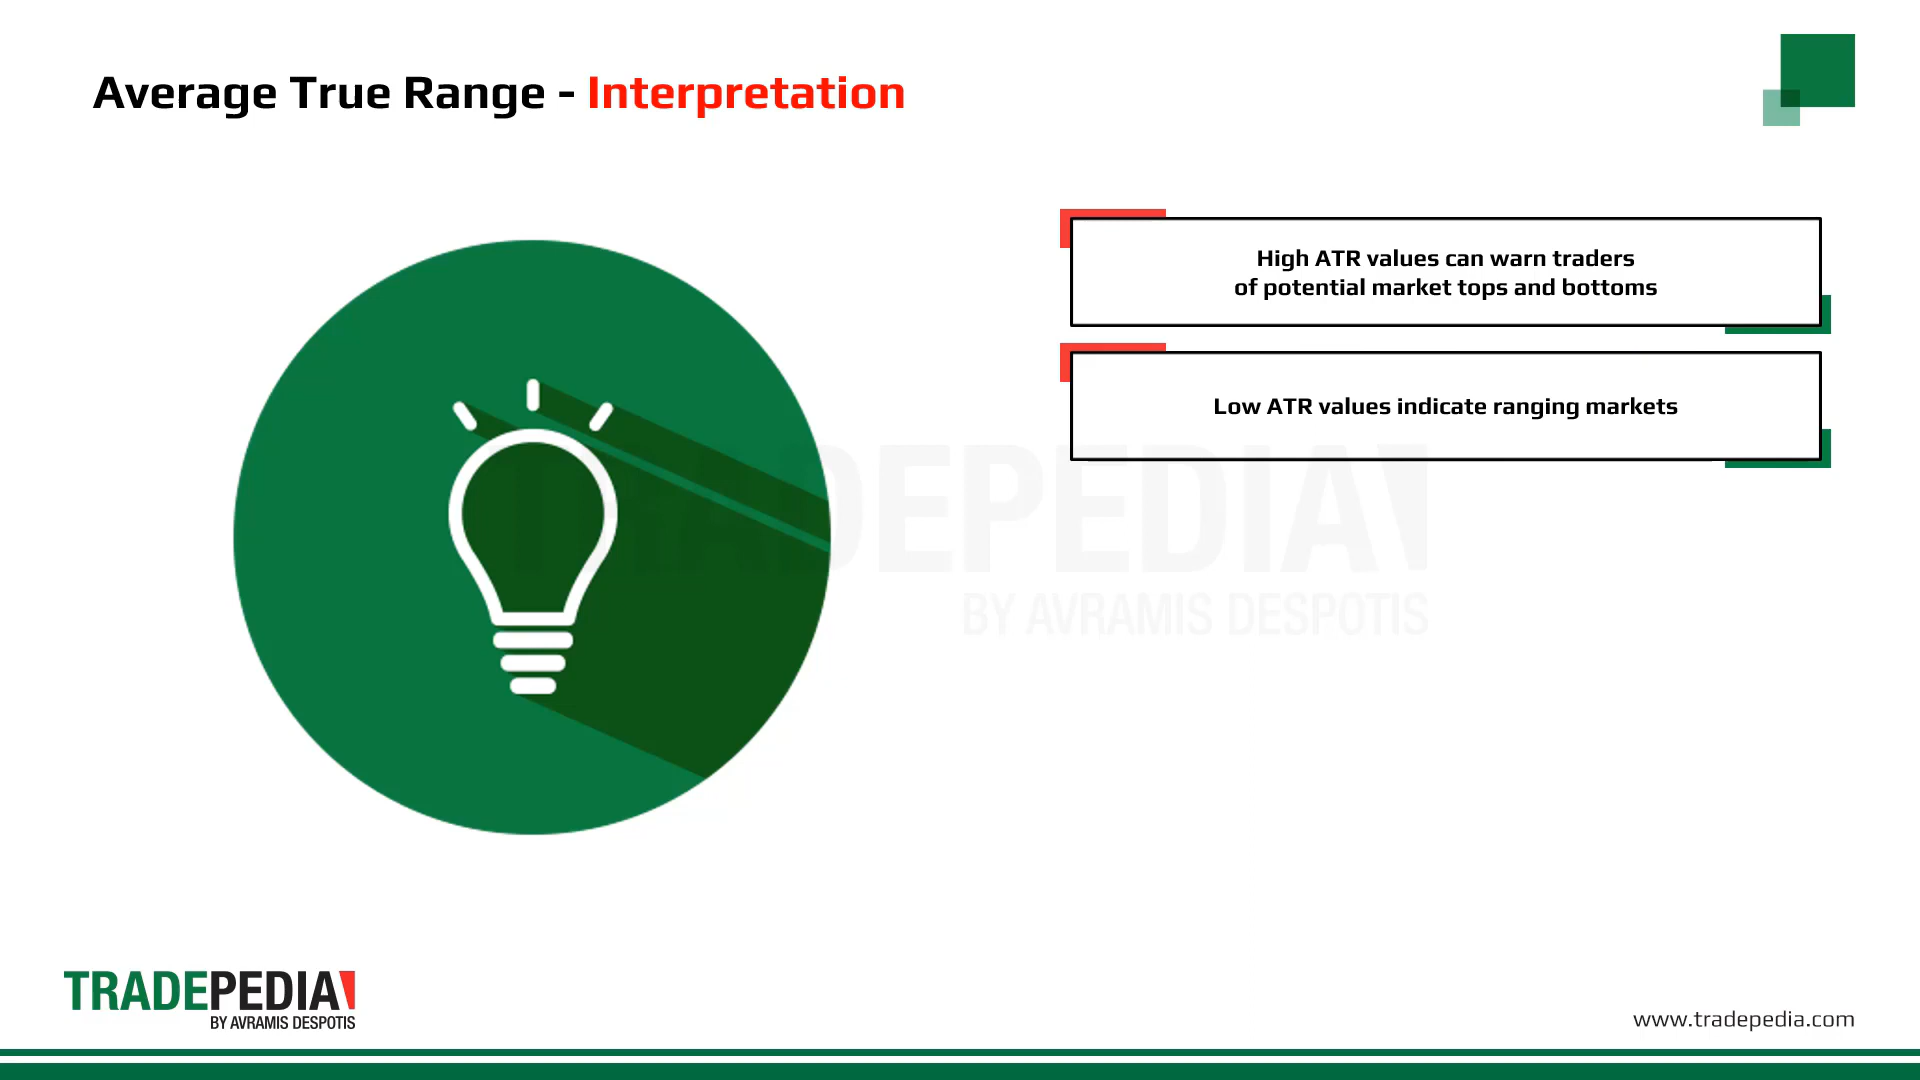 Average True Range - Interpretation
High ATR values can warn traders
of potential market tops and bottoms
Low ATR values indicate ranging markets
TRADEPEDIA
BY AVRAMIS DESPOTIS
TRADEPEDIA
BY AVRAMIS DESPOTIS
www.tradepedia.com